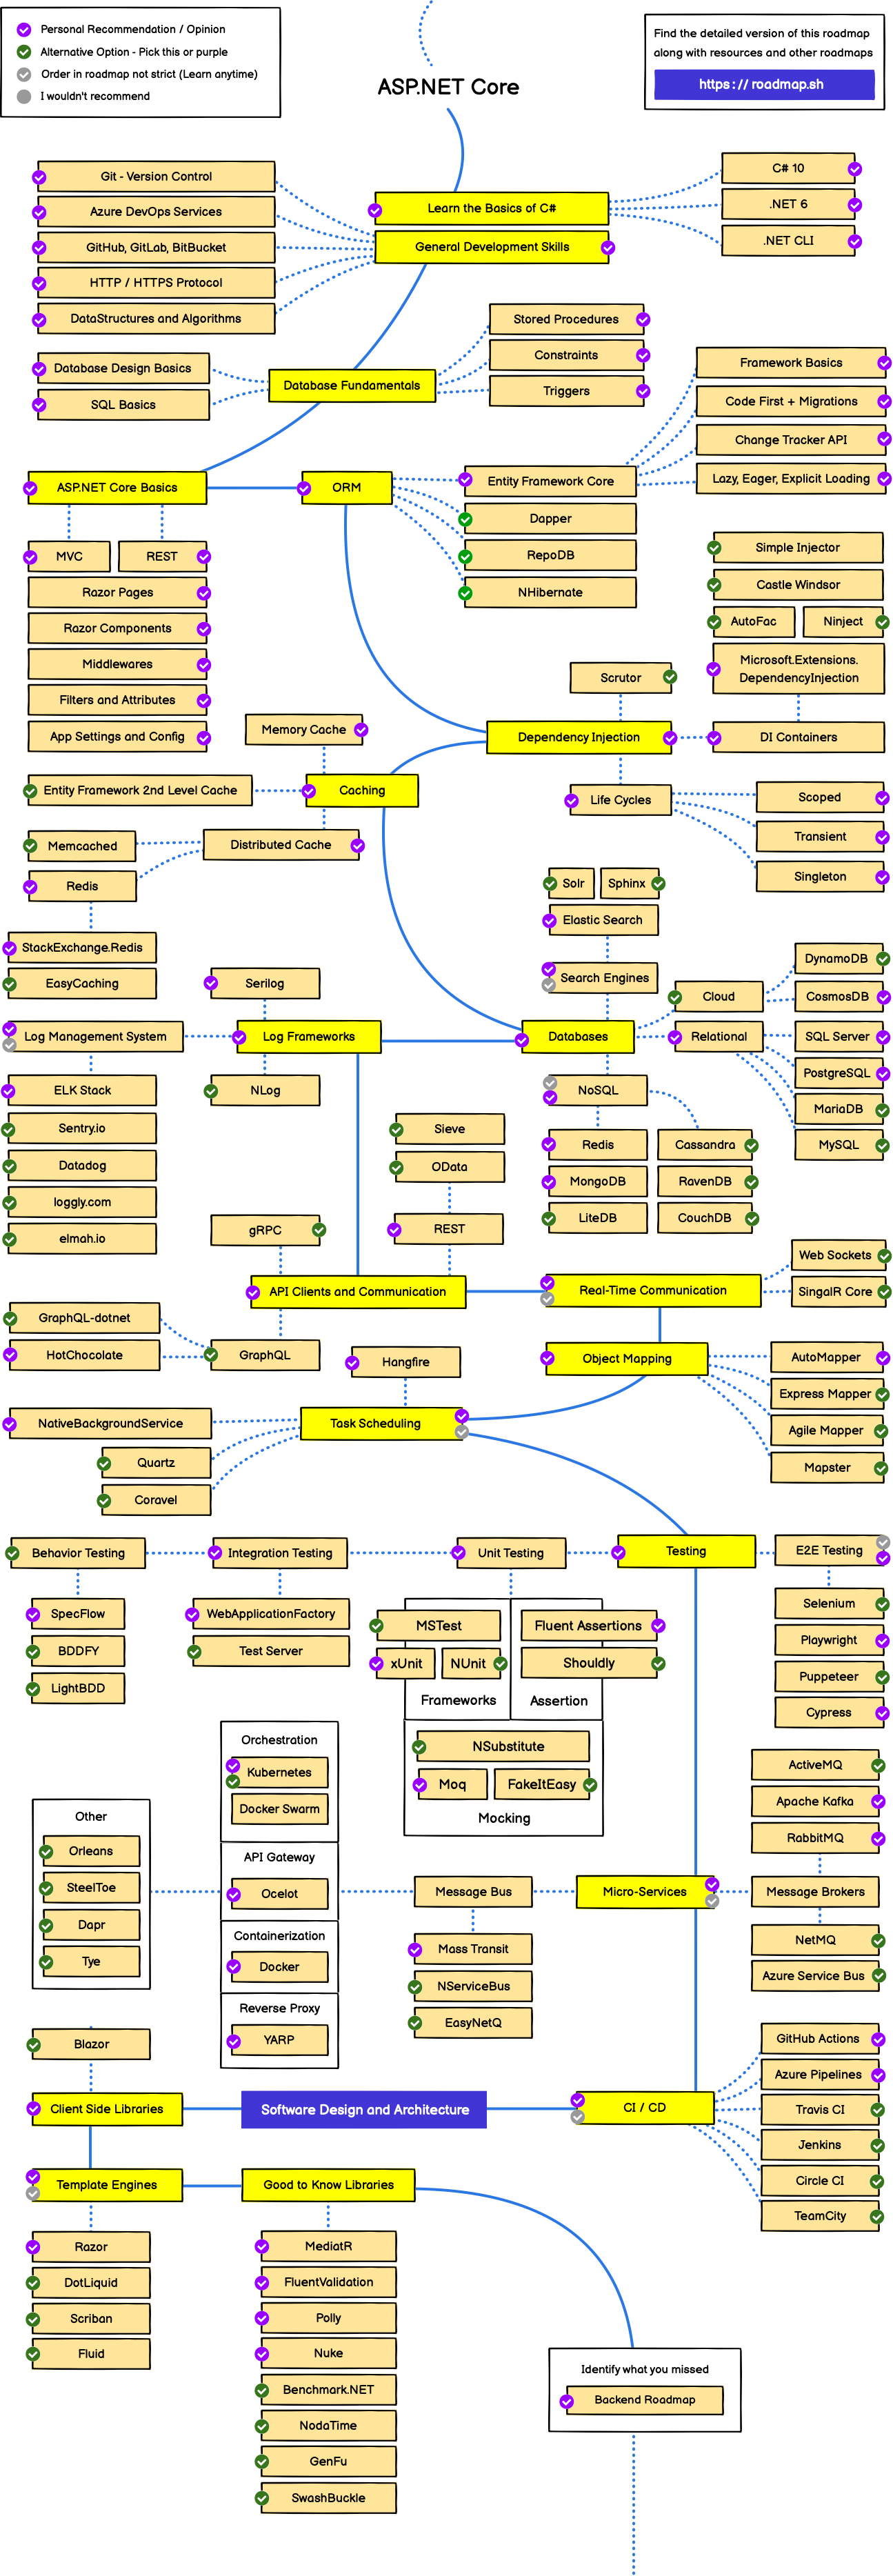 Personal Recommendation / Opinion
Alternative Option - Pick this or purple
Order in roadmap not strict (Learn anytime)
I wouldn't recommend
Find the detailed version of this roadmap
along with resources and other roadmaps
https://roadmap.sh
ASP.NET Core
Learn the Basics of C#
C# 10
.NET 6
.NET CLI
General Development Skills
Git - Version Control
Azure DevOps Services
GitHub, GitLab, BitBucket
HTTP / HTTPS Protocol
DataStructures and Algorithms
Database Fundamentals
Database Design Basics
SQL Basics
Stored Procedures
Constraints
Triggers
ASP.NET Core Basics
MVC
REST
Razor Pages
Razor Components
Middlewares
Filters and Attributes
App Settings and Config
ORM
Entity Framework Core
Dapper
RepoDB
NHibernate
Framework Basics
Code First + Migrations
Change Tracker API
Lazy, Eager, Explicit Loading
Simple Injector
Castle Windsor
AutoFac
Ninject
Microsoft.Extensions.
DependencyInjection
DI Containers
Scrutor
Dependency Injection
Life Cycles
Scoped
Transient
Singleton
Memory Cache
Caching
Entity Framework 2nd Level Cache
Distributed Cache
Memcached
Redis
StackExchange.Redis
EasyCaching
Solr
Sphinx
Elastic Search
Search Engines
Databases
Cloud
Relational
DynamoDB
CosmosDB
SQL Server
PostgreSQL
MariaDB
MySQL
NoSQL
Redis
Cassandra
MongoDB
RavenDB
LiteDB
CouchDB
Serilog
Log Frameworks
NLog
Log Management System
ELK Stack
Sentry.io
Datadog
loggly.com
elmah.io
Sieve
OData
REST
gRPC
API Clients and Communication
GraphQL
GraphQL-dotnet
HotChocolate
Real-Time Communication
Web Sockets
SingalR Core
Object Mapping
AutoMapper
Express Mapper
Agile Mapper
Mapster
Hangfire
Task Scheduling
NativeBackgroundService
Quartz
Coravel
Testing
E2E Testing
Selenium
Playwright
Puppeteer
Cypress
Unit Testing
MSTest
xUnit
NUnit
Frameworks
Fluent Assertions
Shouldly
Assertion
NSubstitute
Moq
FakeItEasy
Mocking
Integration Testing
WebApplicationFactory
Test Server
Behavior Testing
SpecFlow
BDDFY
LightBDD
Micro-Services
Message Brokers
ActiveMQ
Apache Kafka
RabbitMQ
NetMQ
Azure Service Bus
Message Bus
Mass Transit
NServiceBus
EasyNetQ
Orchestration
Kubernetes
Docker Swarm
API Gateway
Ocelot
Containerization
Docker
Reverse Proxy
YARP
Other
Orleans
SteelToe
Dapr
Tye
CI / CD
GitHub Actions
Azure Pipelines
Travis CI
Jenkins
Circle CI
TeamCity
Software Design and Architecture
Blazor
Client Side Libraries
Template Engines
Razor
DotLiquid
Scriban
Fluid
Good to Know Libraries
MediatR
FluentValidation
Polly
Nuke
Benchmark.NET
NodaTime
GenFu
SwashBuckle
Identify what you missed
Backend Roadmap